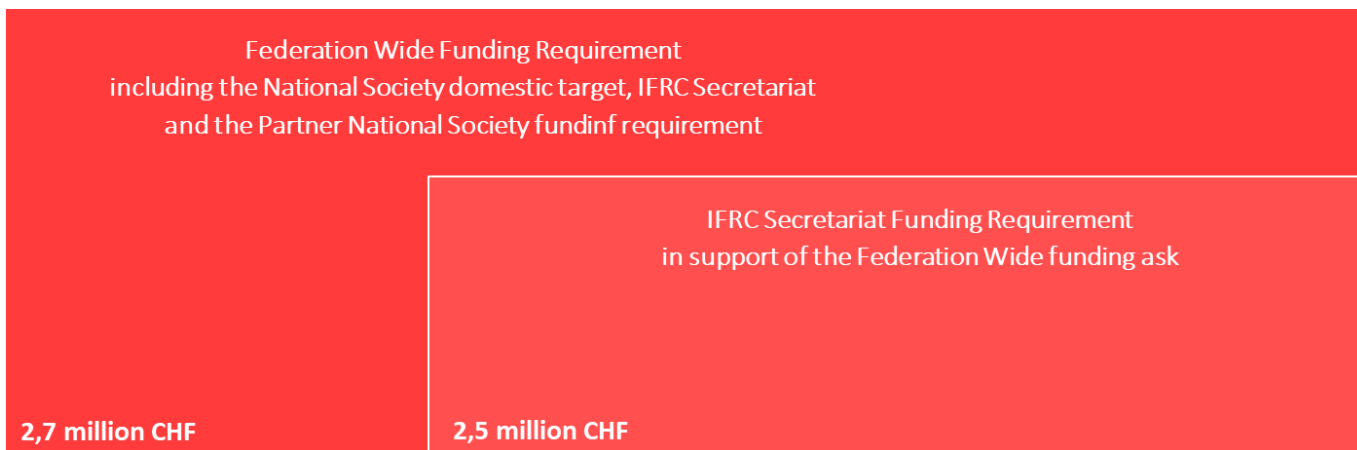 Federation Wide Funding Requirement
including the National Society domestic target, IFRC Secretariat
and the Partner National Society fundinf requirement
IFRC Secretariat Funding Requirement
in support of the Federation Wide funding ask
2,7 million CHF
2,5 million CHF